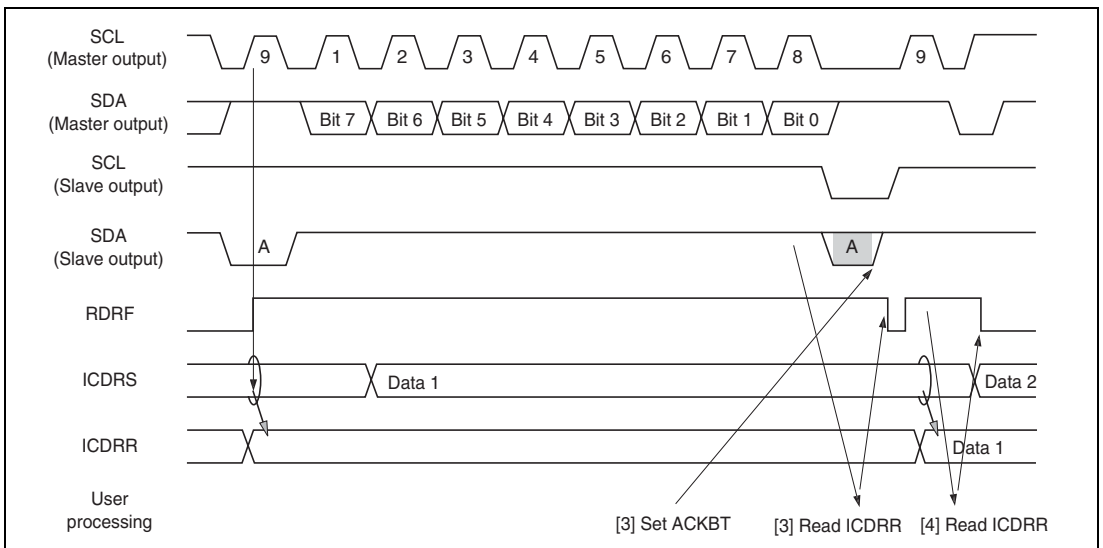 SCL
(Master output)
9 1 2 3 4 5 6 7 8 9
SDA
(Master output)
Bit 7 Bit 6 Bit 5 Bit 4 Bit 3 Bit 2 Bit 1 Bit 0
SCL
(Slave output)
SDA
(Slave output)
A A
RDRF
ICDRS
Data 1 Data 2
ICDRR
Data 1
User
processing
[3] Set ACKBT [3] Read ICDRR [4] Read ICDRR